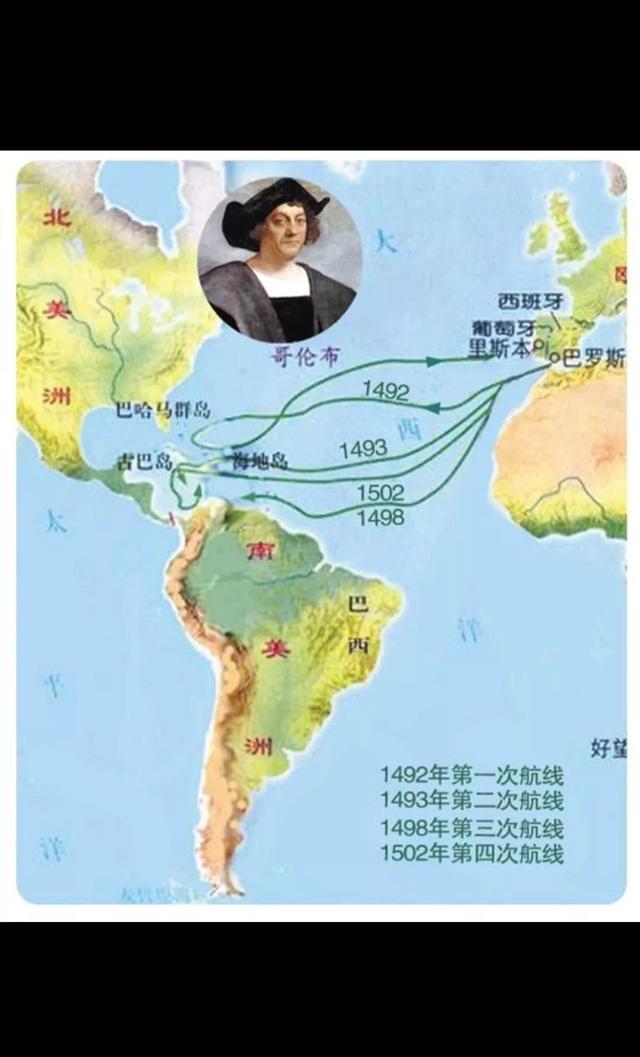 北美洲
大西洋
哥伦布
西班牙
葡萄牙
里斯本
巴罗斯
1492
巴哈马群岛
古巴岛
海地岛
1493
1502
1498
太平洋
南美洲
巴西
好望
1492年第一次航线
1493年第二次航线
1498年第三次航线
1502年第四次航线